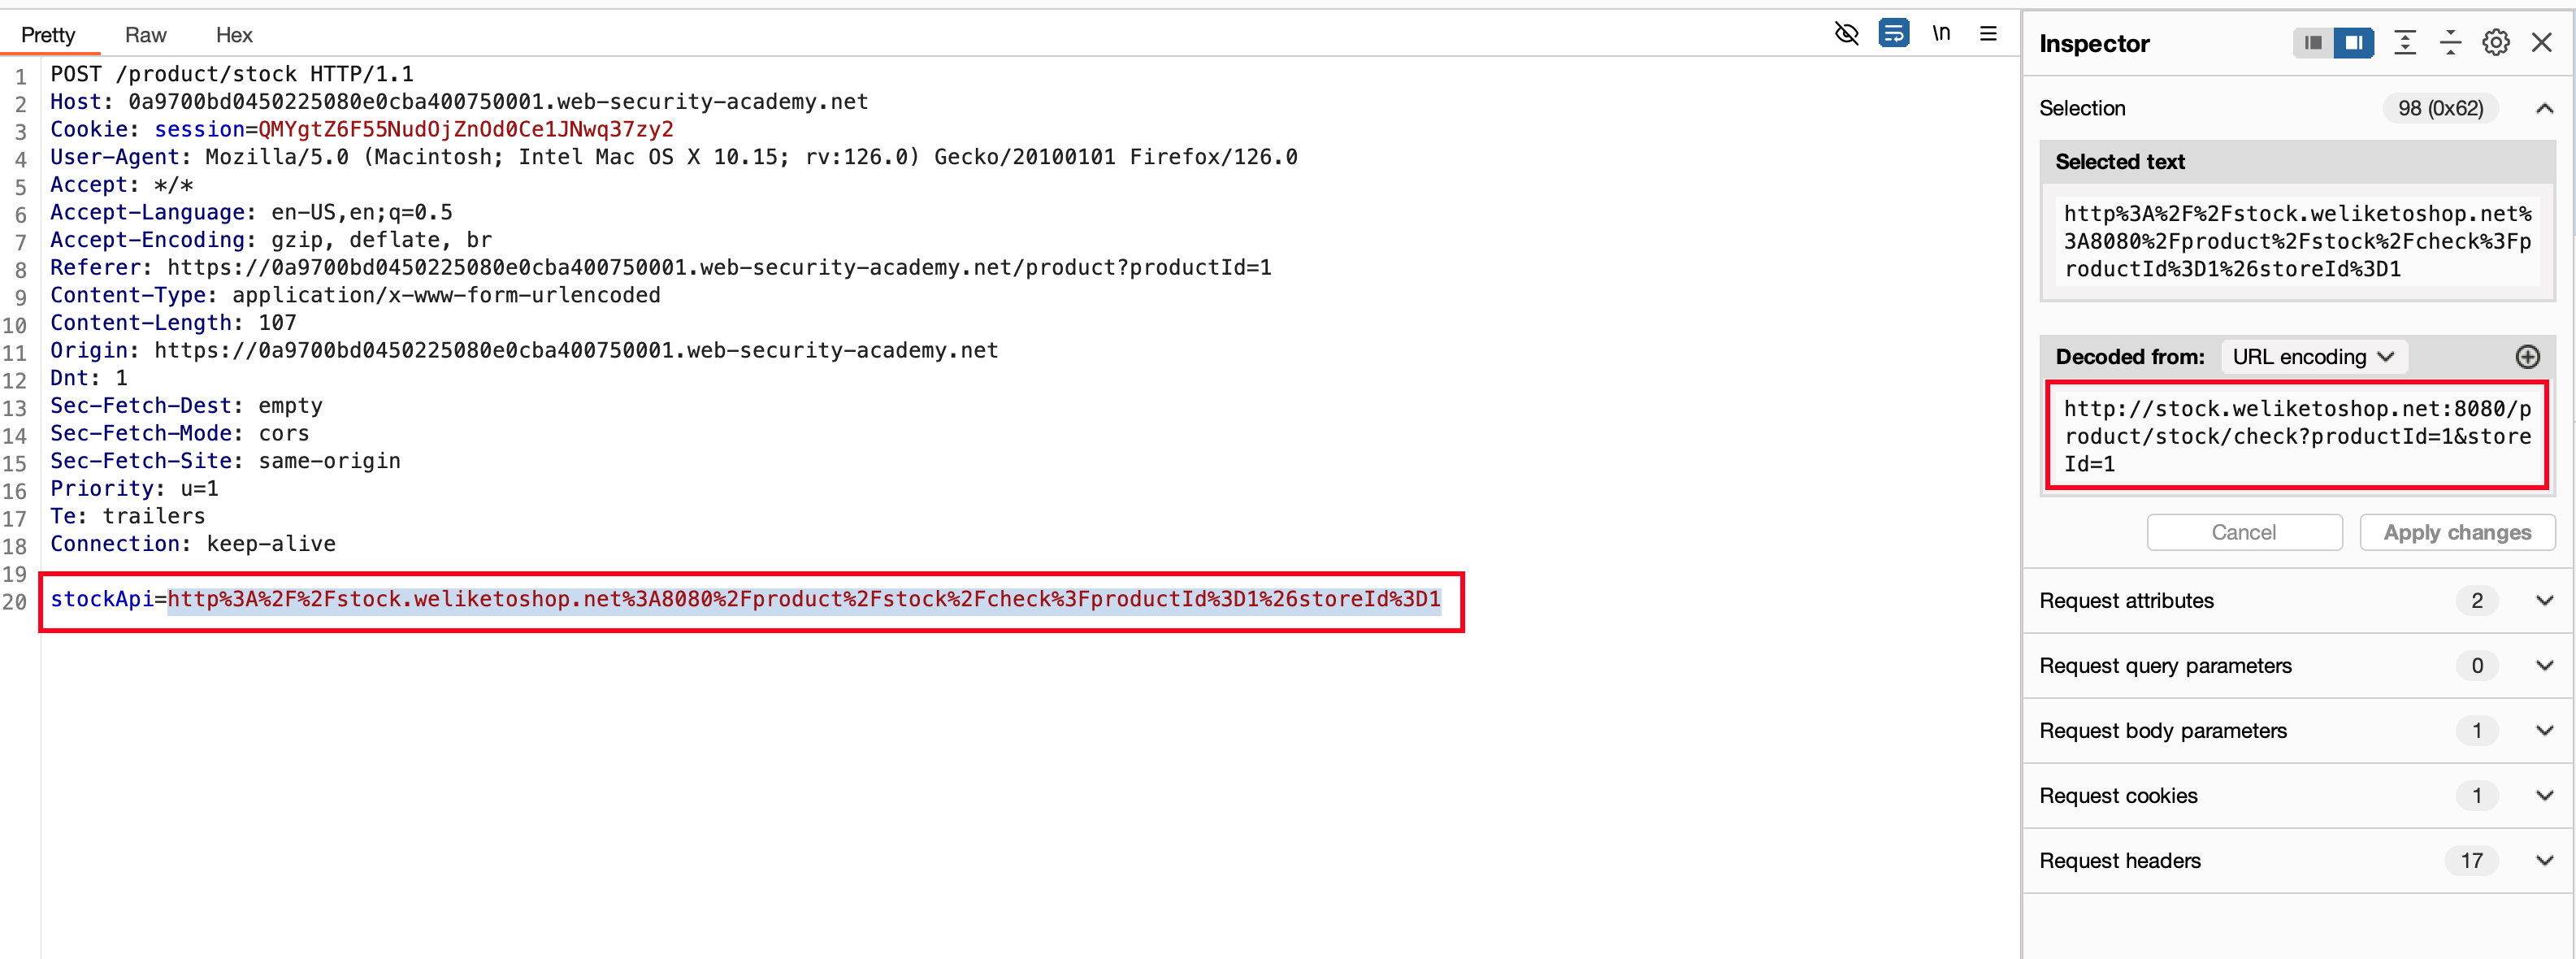 Pretty Raw Hex \n
1 POST /product/stock HTTP/1.1
2 Host: 0a9700bd0450225080e0cba400750001.web-security-academy.net
3 Cookie: session=QMYgtZ6F55NudOjZnOd0Ce1JNwq37zy2
4 User-Agent: Mozilla/5.0 (Macintosh; Intel Mac OS X 10.15; rv:126.0) Gecko/20100101 Firefox/126.0
5 Accept: */*
6 Accept-Language: en-US,en;q=0.5
7 Accept-Encoding: gzip, deflate, br
8 Referer: https://0a9700bd0450225080e0cba400750001.web-security-academy.net/product?productId=1
9 Content-Type: application/x-www-form-urlencoded
10 Content-Length: 107
11 Origin: https://0a9700bd0450225080e0cba400750001.web-security-academy.net
12 Dnt: 1
13 Sec-Fetch-Dest: empty
14 Sec-Fetch-Mode: cors
15 Sec-Fetch-Site: same-origin
16 Priority: u=1
17 Te: trailers
18 Connection: keep-alive
19
20 stockApi=http%3A%2F%2Fstock.weliketoshop.net%3A8080%2Fproduct%2Fstock%2Fcheck%3FproductId%3D1%26storeId%3D1
Inspector
Selection 98 (0x62)
Selected text
http%3A%2F%2Fstock.weliketoshop.net%
3A8080%2Fproduct%2Fstock%2Fcheck%3Fp
roductId%3D1%26storeId%3D1
Decoded from: URL encoding
http://stock.weliketoshop.net:8080/p
roduct/stock/check?productId=1&store
Id=1
Cancel Apply changes
Request attributes 2
Request query parameters 0
Request body parameters 1
Request cookies 1
Request headers 17